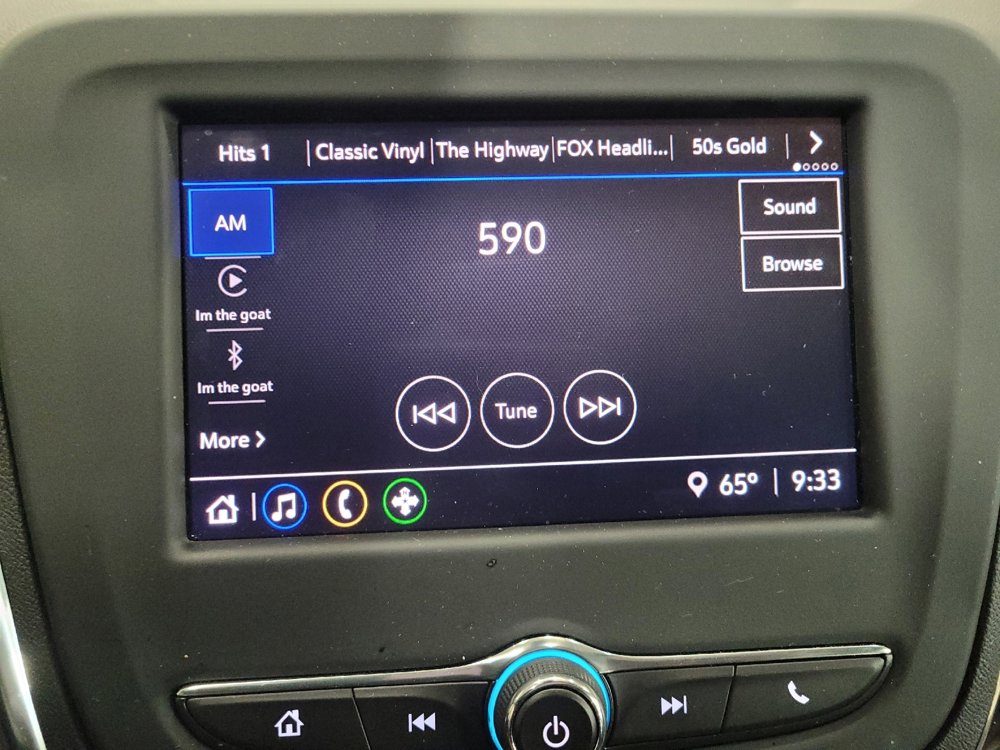 Hits 1 Classic Vinyl The Highway FOX Headli... 50s Gold
AM
590
Sound
Browse
Im the goat
Im the goat
Tune
More
65° 9:33